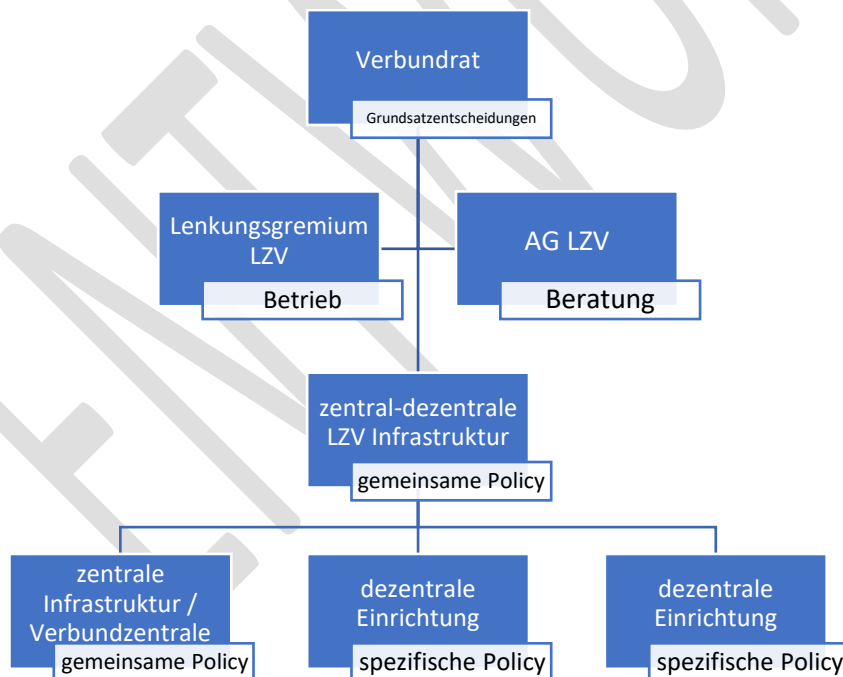 Verbundrat
Grundsatzentscheidungen
Lenkungsgremium
LZV
Betrieb
AG LZV
Beratung
zentral-dezentrale
LZV Infrastruktur
gemeinsame Policy
zentrale
Infrastruktur /
Verbundzentrale
gemeinsame Policy
dezentrale
Einrichtung
spezifische Policy
dezentrale
Einrichtung
spezifische Policy